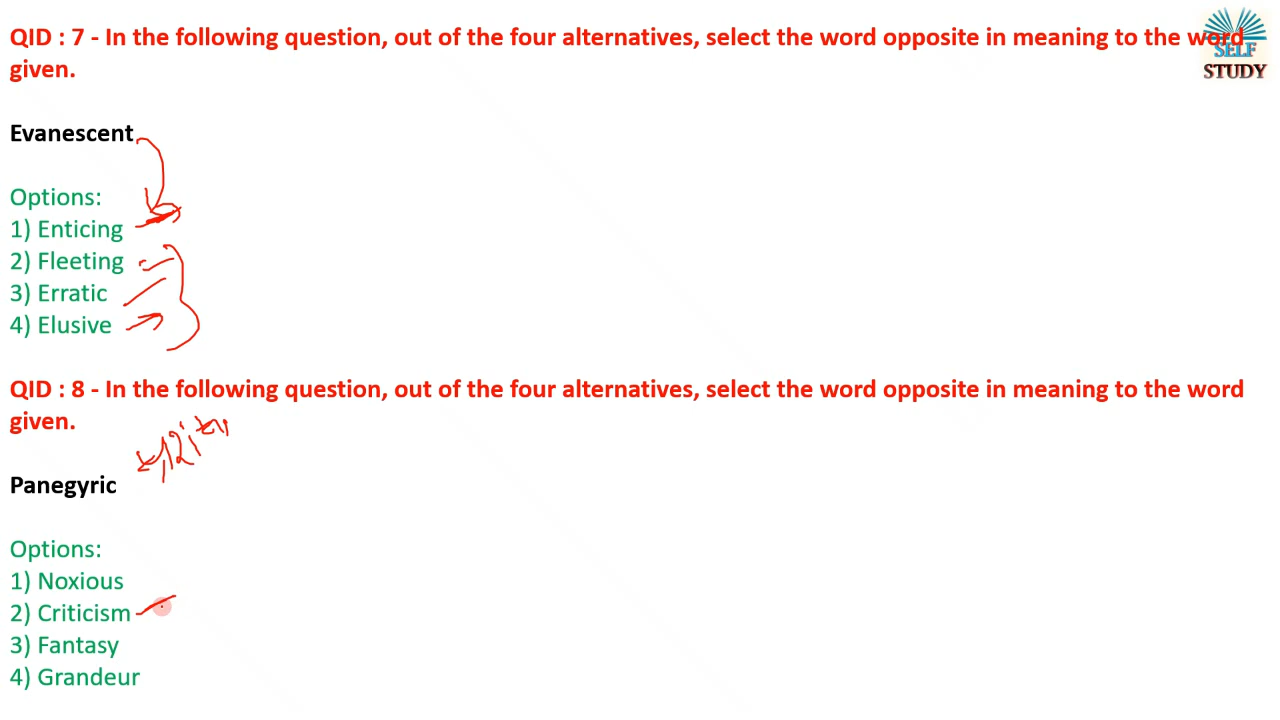 QID : 7 - In the following question, out of the four alternatives, select the word opposite in meaning to the word
given.
SELF
STUDY
Evanescent
Options:
1) Enticing
2) Fleeting
3) Erratic
4) Elusive
QID : 8 - In the following question, out of the four alternatives, select the word opposite in meaning to the word
given.
Panegyric
Options:
1) Noxious
2) Criticism
3) Fantasy
4) Grandeur